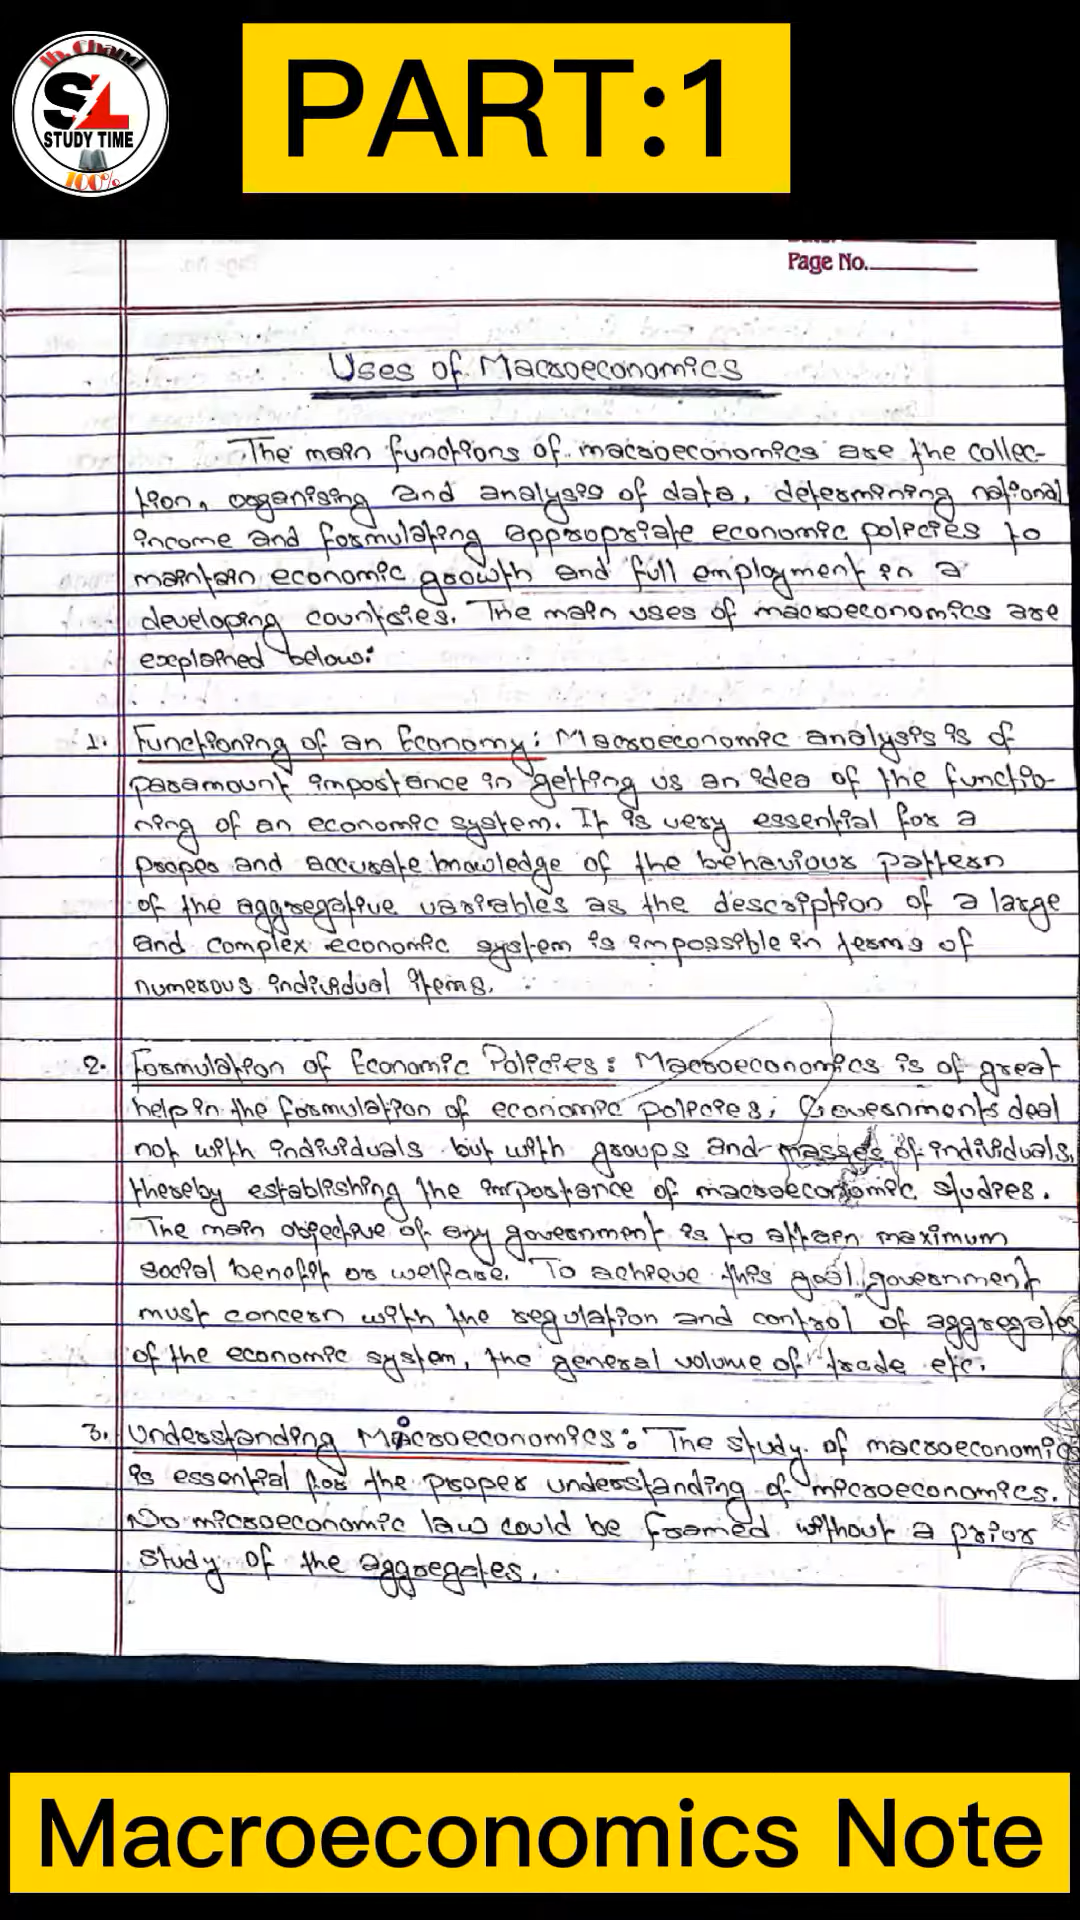 Mr. Chand
SL
STUDY TIME
100%
PART:1
Page No.
Uses of Macroeconomics
The main functions of macroeconomics are the collec-
tion, organising and analysis of data, determining national
income and formulating appropriate economic policies to
maintain economic growth and full employment in a
developing countries. The main uses of macroeconomics are
explained below:
1. Functioning of an Economy: Macroeconomic analysis is of
paramount importance in getting us an idea of the functio-
ning of an economic system. It is very essential for a
proper and accurate knowledge of the behaviour pattern
of the aggregative variables as the description of a large
and complex economic system is impossible in terms of
numerous individual items.
2. Formulation of Economic Policies: Macroeconomics is of great
help in the formulation of economic policies. Governments deal
not with individuals but with groups and masses of individuals,
thereby establishing the importance of macroeconomic studies.
The main objective of any government is to attain maximum
social benefit or welfare. To achieve this goal, government
must concern with the regulation and control of aggregates
of the economic system, the general volume of trade etc.
3. Understanding Microeconomics: The study of macroeconomics
is essential for the proper understanding of microeconomics.
No microeconomic law could be framed without a prior
study of the aggregates.
Macroeconomics Note